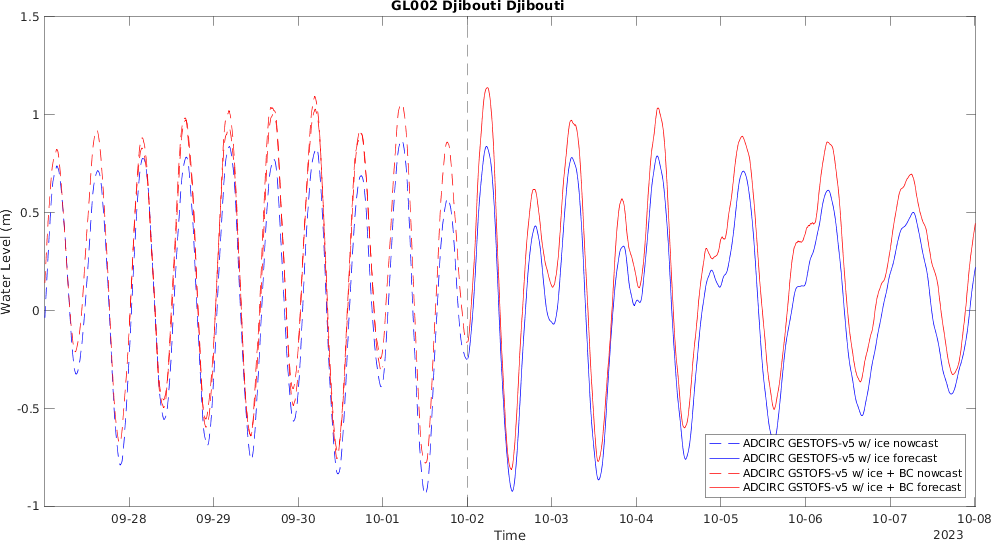 GL002 Djibouti Djibouti
1.5
1
0.5
0
-0.5
-1
Water Level (m)
09-28 09-29 09-30 10-01 10-02 10-03 10-04 10-05 10-06 10-07 10-08
Time
2023
ADCIRC GESTOFS-v5 w/ ice nowcast
ADCIRC GESTOFS-v5 w/ ice forecast
ADCIRC GSTOFS-v5 w/ ice + BC nowcast
ADCIRC GSTOFS-v5 w/ ice + BC forecast